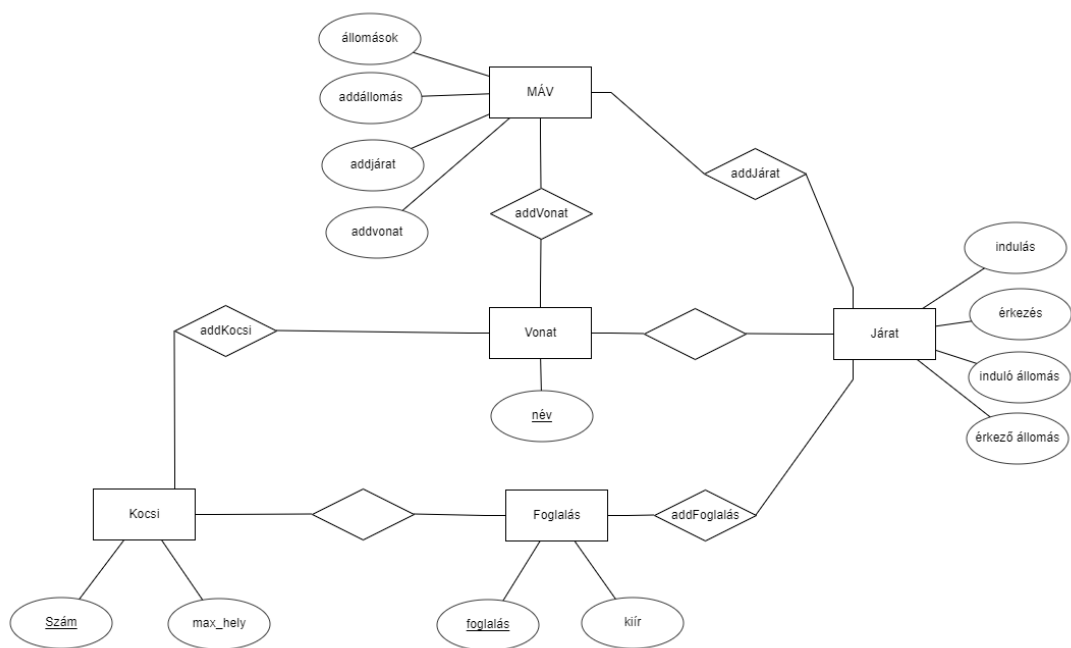 állomások
MÁV
addállomás
addjárat
addJárat
addVonat
addvonat
indulás
érkezés
addKocsi
Vonat
Járat
induló állomás
név
érkező állomás
Kocsi
Foglalás
addFoglalás
Szám
max_hely
foglalás
kiír